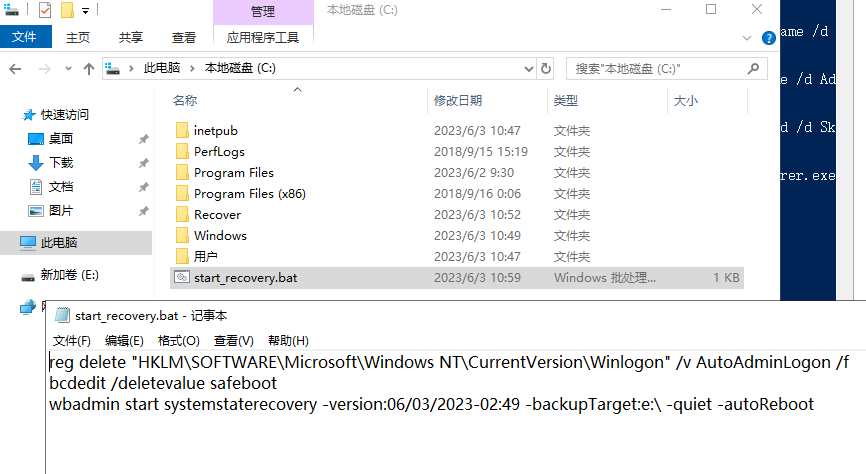 管理
本地磁盘 (C:)
文件
主页
共享
查看
应用程序工具
此电脑
本地磁盘 (C:)
搜索"本地磁盘 (C:)"
名称
修改日期
类型
大小
快速访问
桌面
下载
文档
图片
此电脑
新加卷 (E:)
inetpub 2023/6/3 10:47 文件夹
PerfLogs 2018/9/15 15:19 文件夹
Program Files 2023/6/2 9:30 文件夹
Program Files (x86) 2018/9/16 0:06 文件夹
Recover 2023/6/3 10:52 文件夹
Windows 2023/6/3 10:49 文件夹
用户 2023/6/3 10:47 文件夹
start_recovery.bat 2023/6/3 10:59 Windows 批处理... 1 KB
ame /d
e /d Ad
d /d Sk
rer.exe
start_recovery.bat - 记事本
文件(F) 编辑(E) 格式(O) 查看(V) 帮助(H)
reg delete "HKLM\SOFTWARE\Microsoft\Windows NT\CurrentVersion\Winlogon" /v AutoAdminLogon /f
bcdedit /deletevalue safeboot
wbadmin start systemstaterecovery -version:06/03/2023-02:49 -backupTarget:e:\ -quiet -autoReboot